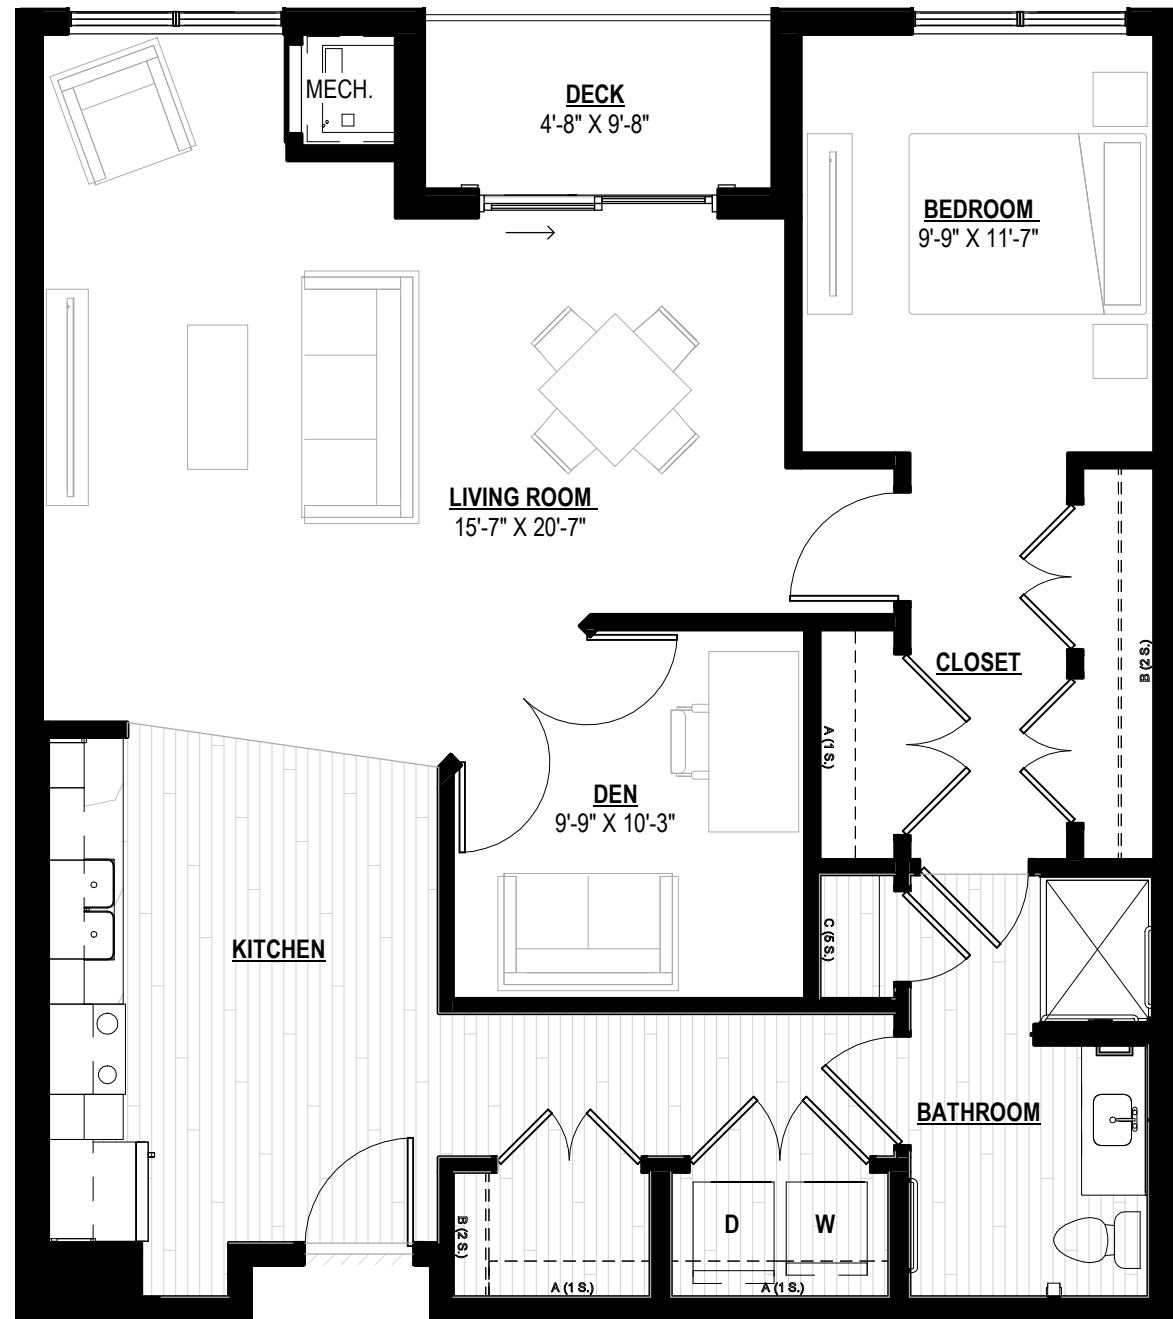 MECH.
DECK
4'-8" X 9'-8"
BEDROOM
9'-9" X 11'-7"
LIVING ROOM
15'-7" X 20'-7"
CLOSET
B (2 S.)
A (1 S.)
DEN
9'-9" X 10'-3"
KITCHEN
C (5 S.)
BATHROOM
B (2 S.)
D
W
A (1 S.)
A (1 S.)